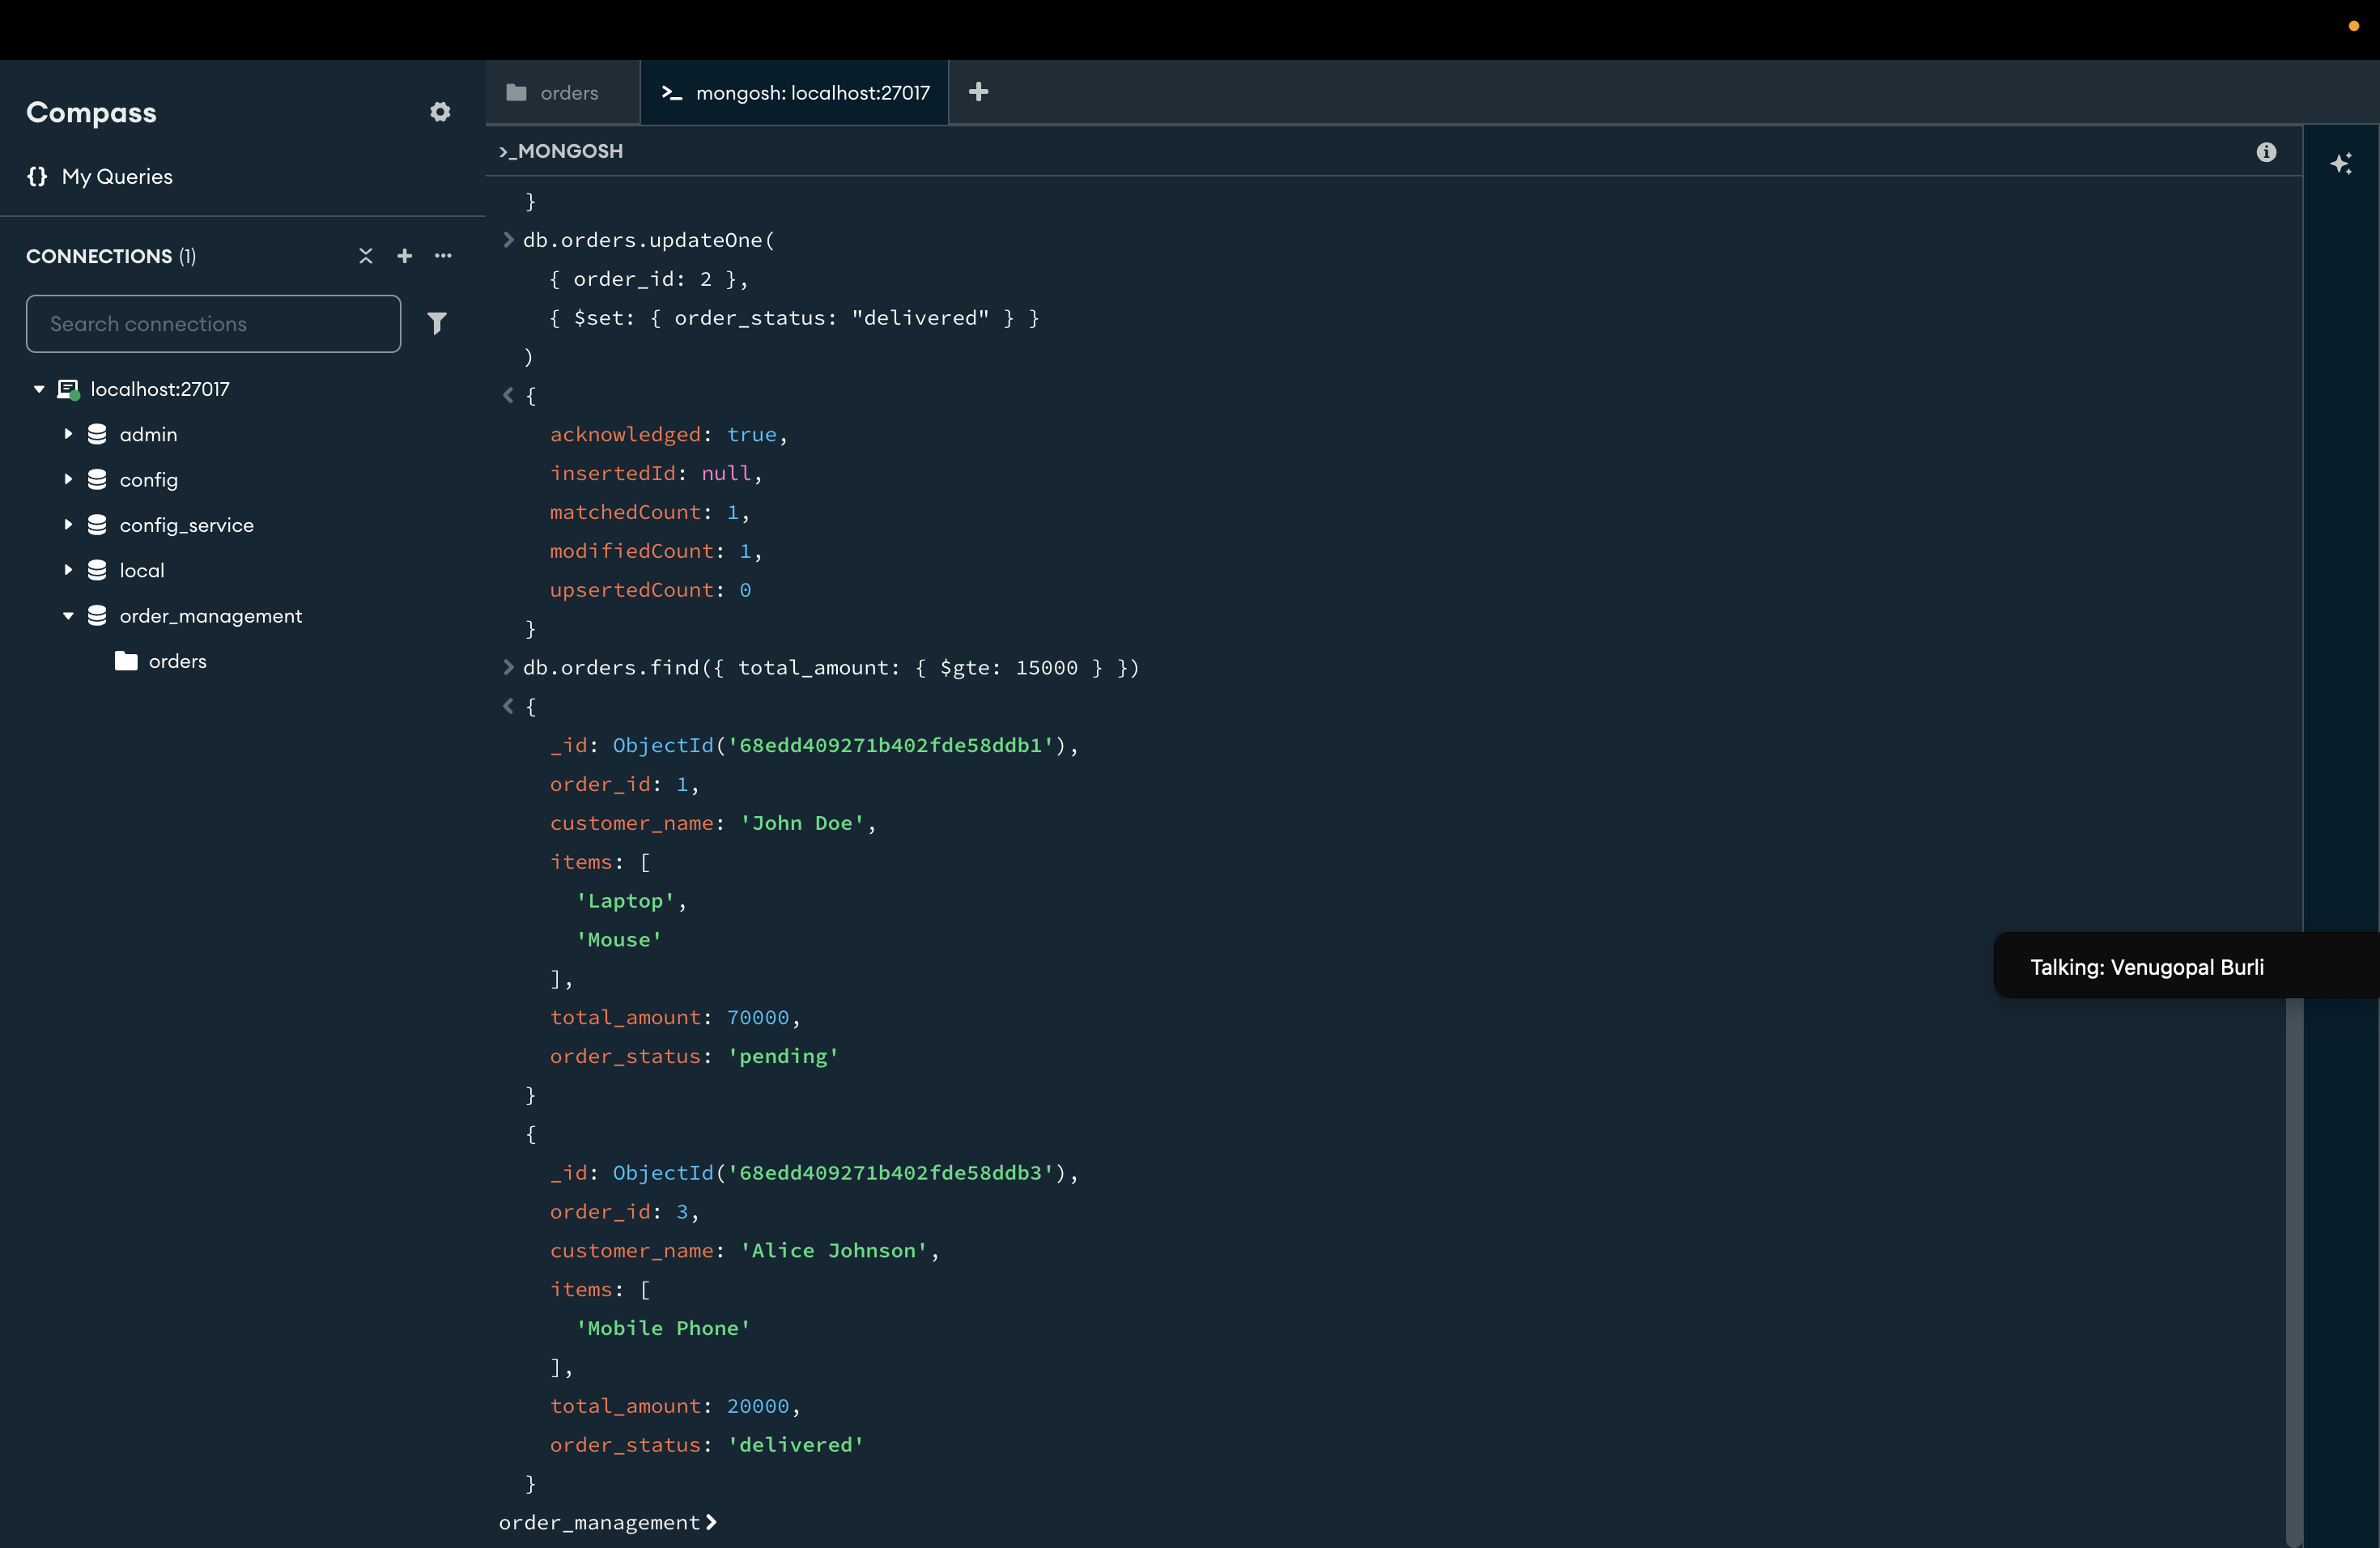 Compass
{} My Queries
CONNECTIONS (1)
Search connections
localhost:27017
admin
config
config_service
local
order_management
orders
orders
>_ mongosh: localhost:27017
>_MONGOSH
}
> db.orders.updateOne(
{ order_id: 2 },
{ $set: { order_status: "delivered" } }
)
< {
acknowledged: true,
insertedId: null,
matchedCount: 1,
modifiedCount: 1,
upsertedCount: 0
}
> db.orders.find({ total_amount: { $gte: 15000 } })
< {
_id: ObjectId('68edd409271b402fde58ddb1'),
order_id: 1,
customer_name: 'John Doe',
items: [
'Laptop',
'Mouse'
],
total_amount: 70000,
order_status: 'pending'
}
{
_id: ObjectId('68edd409271b402fde58ddb3'),
order_id: 3,
customer_name: 'Alice Johnson',
items: [
'Mobile Phone'
],
total_amount: 20000,
order_status: 'delivered'
}
order_management>
Talking: Venugopal Burli